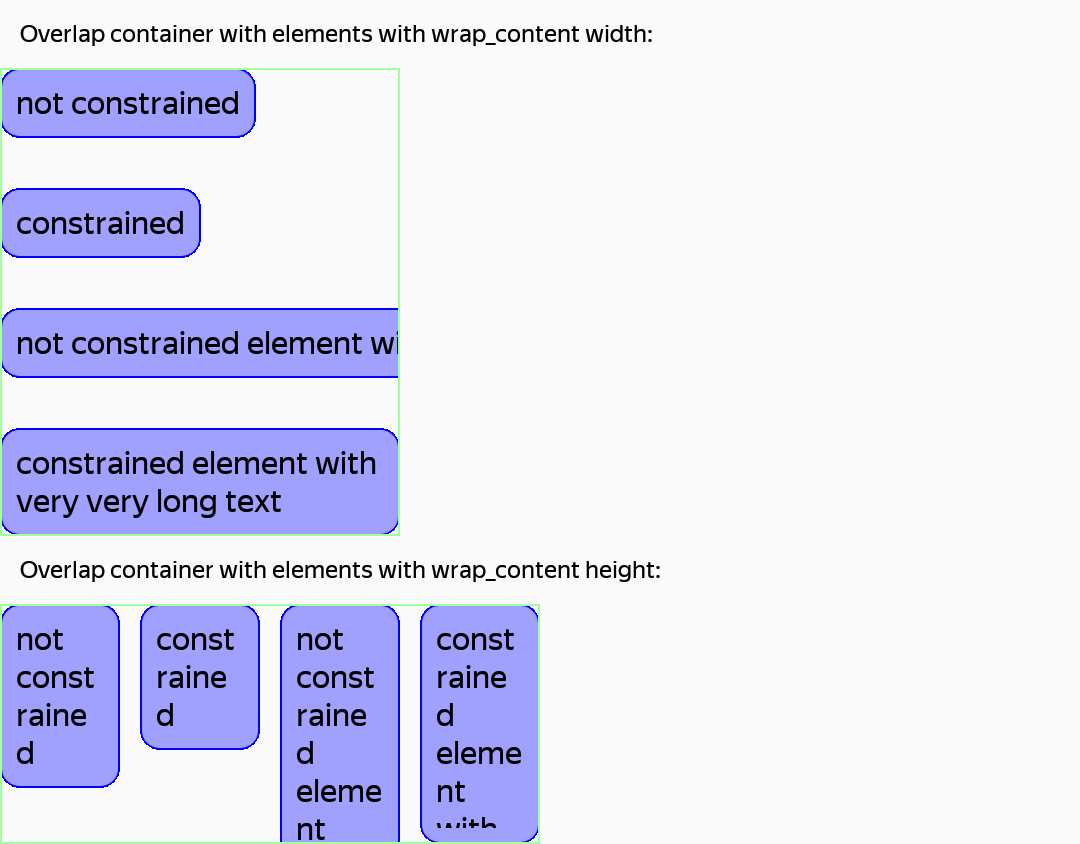 Overlap container with elements with wrap_content width:
not constrained
constrained
not constrained element wi
constrained element with
very very long text
Overlap container with elements with wrap_content height:
not
const
raine
d
const
raine
d
not
const
raine
d
eleme
nt
const
raine
d
eleme
nt
with